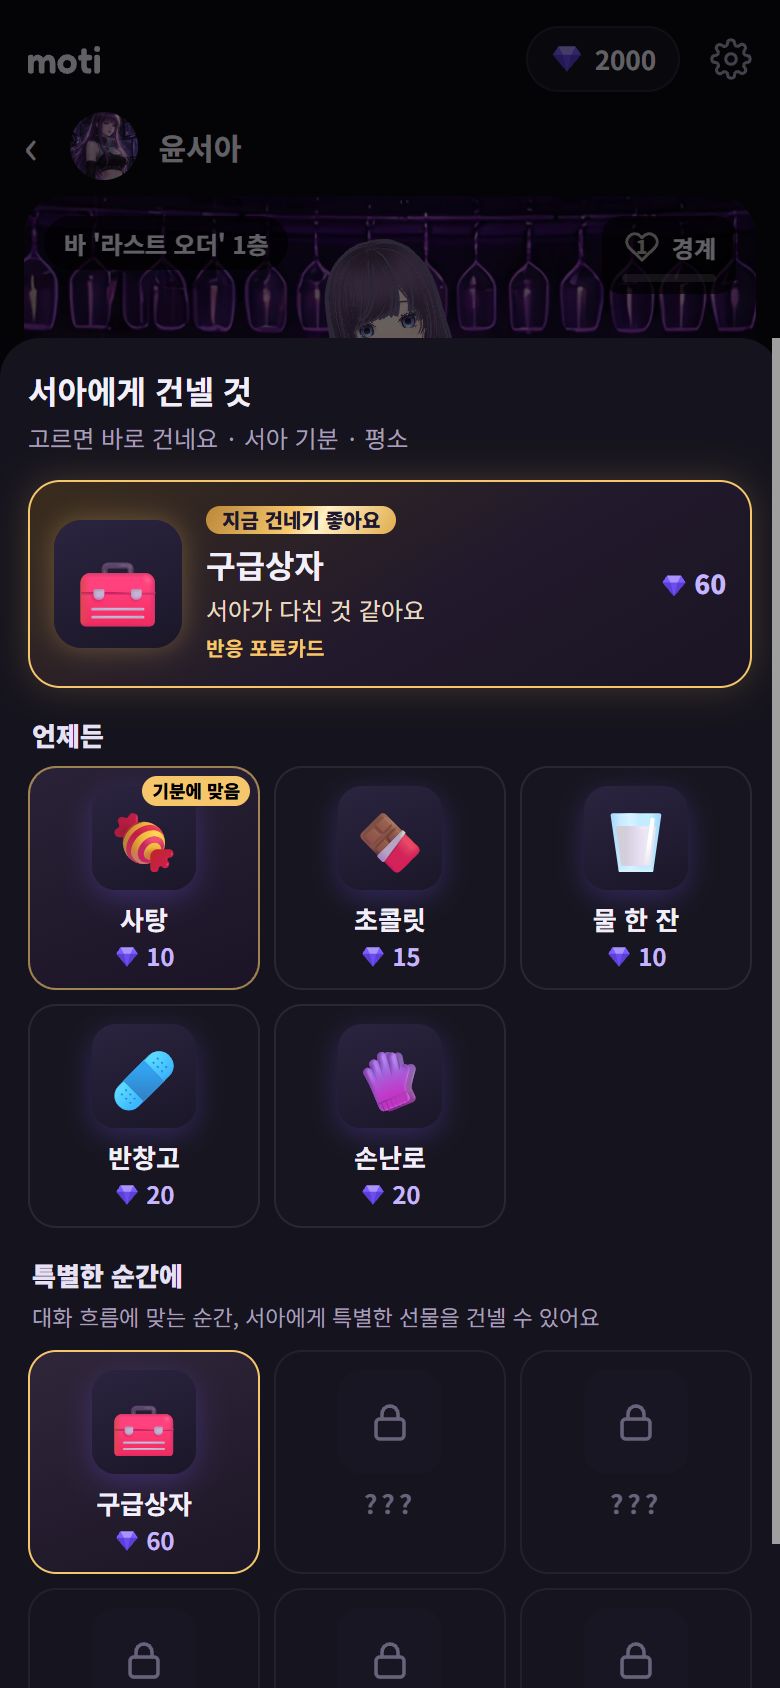 moti
2000
윤서아
바 '라스트 오더' 1층
1
경계
서아에게 건넬 것
고르면 바로 건네요 · 서아 기분 · 평소
지금 건네기 좋아요
구급상자
60
서아가 다친 것 같아요
반응 포토카드
언제든
기분에 맞음
사탕
10
초콜릿
15
물 한 잔
10
반창고
20
손난로
20
특별한 순간에
대화 흐름에 맞는 순간, 서아에게 특별한 선물을 건넬 수 있어요
구급상자
60
???
???